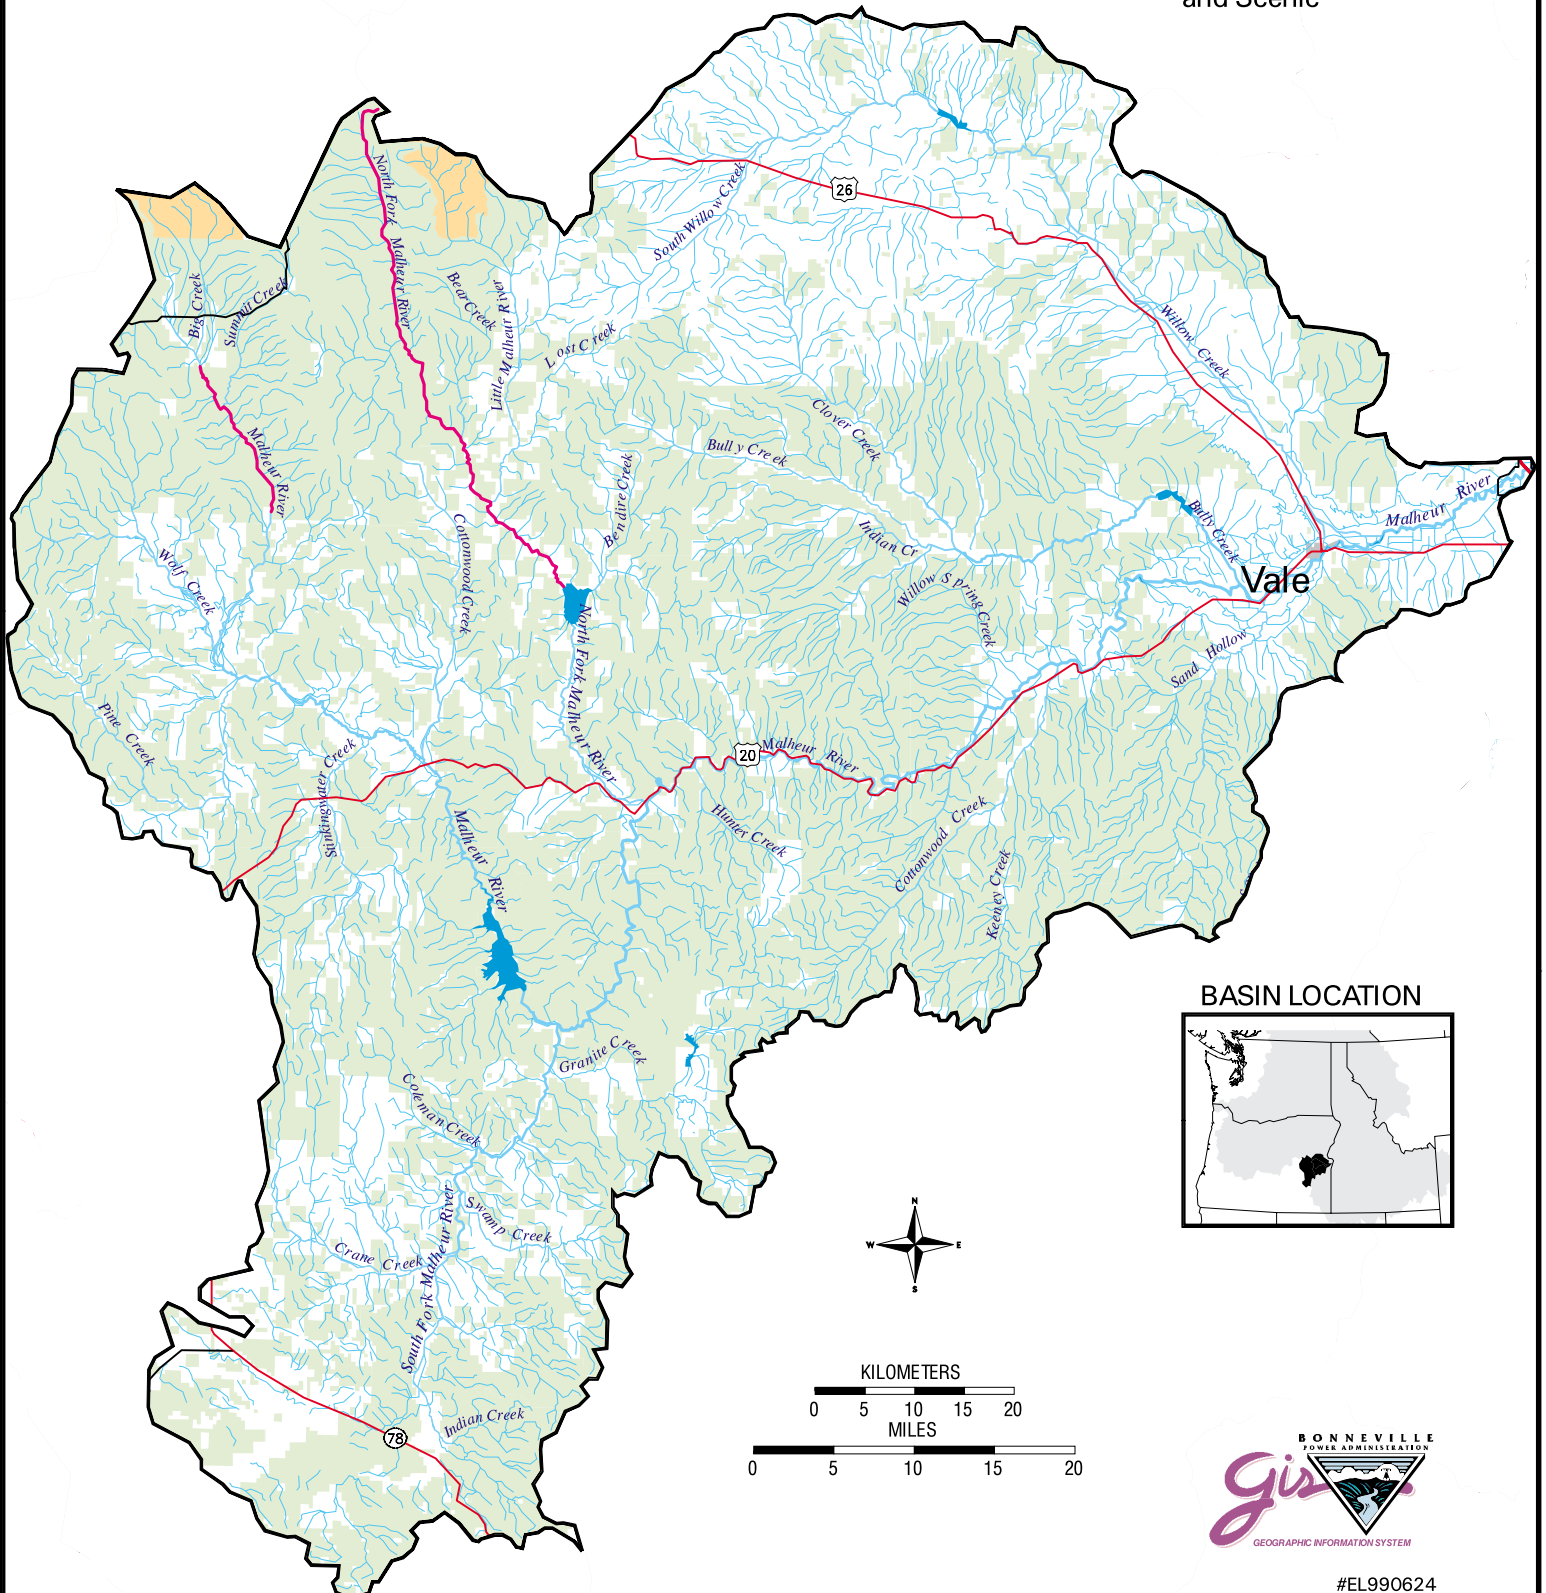 and Scenic
26
North Fork Malheur River
South Willow Creek
Big Creek
Summit Creek
Bear Creek
Little Malheur River
Lost Creek
Willow Creek
Malheur River
Clover Creek
Bully Creek
Bendire Creek
Indian Cr
Bully Creek
Malheur River
Cottonwood Creek
Wolf Creek
Willow Spring Creek
Vale
Sand Hollow
North Fork Malheur River
Pine Creek
Stinkingwater Creek
20
Malheur River
Malheur River
Hunter Creek
Cottonwood Creek
Keeney Creek
Granite Creek
Coleman Creek
Swamp Creek
Crane Creek
South Fork Malheur River
Indian Creek
78
BASIN LOCATION
N
W
E
S
KILOMETERS
0 5 10 15 20
MILES
0 5 10 15 20
BONNEVILLE
POWER ADMINISTRATION
gis
GEOGRAPHIC INFORMATION SYSTEM
#EL990624